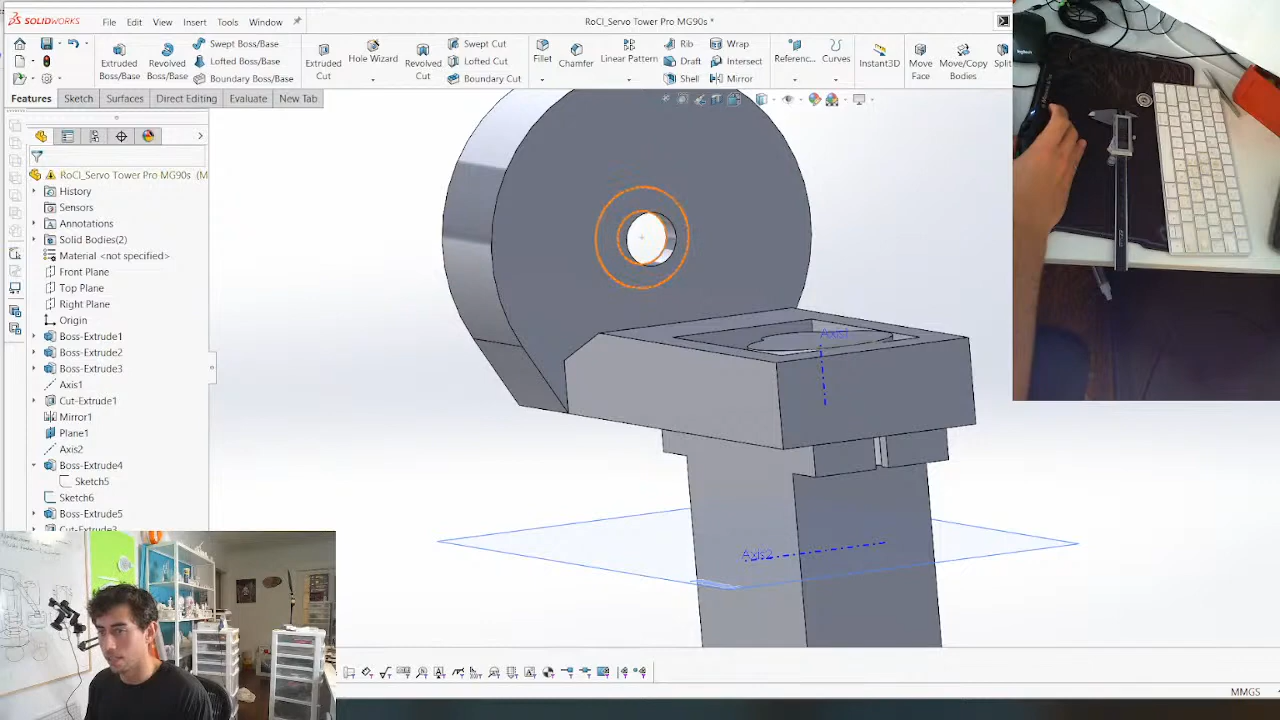 SOLIDWORKS
File Edit View Insert Tools Window
RoCI_Servo Tower Pro MG90s *
Extruded Boss/Base
Revolved Boss/Base
Swept Boss/Base
Lofted Boss/Base
Boundary Boss/Base
Extruded Cut
Hole Wizard
Revolved Cut
Swept Cut
Lofted Cut
Boundary Cut
Fillet
Chamfer
Linear Pattern
Rib
Draft
Shell
Wrap
Intersect
Mirror
Referenc...
Curves
Instant3D
Move Face
Move/Copy Bodies
Split
Features Sketch Surfaces Direct Editing Evaluate New Tab
RoCI_Servo Tower Pro MG90s (M
History
Sensors
Annotations
Solid Bodies(2)
Material <not specified>
Front Plane
Top Plane
Right Plane
Origin
Boss-Extrude1
Boss-Extrude2
Boss-Extrude3
Axis1
Cut-Extrude1
Mirror1
Plane1
Axis2
Boss-Extrude4
Sketch5
Sketch6
Boss-Extrude5
Cut-Extrude3
Axis1
Axis2
MMGS